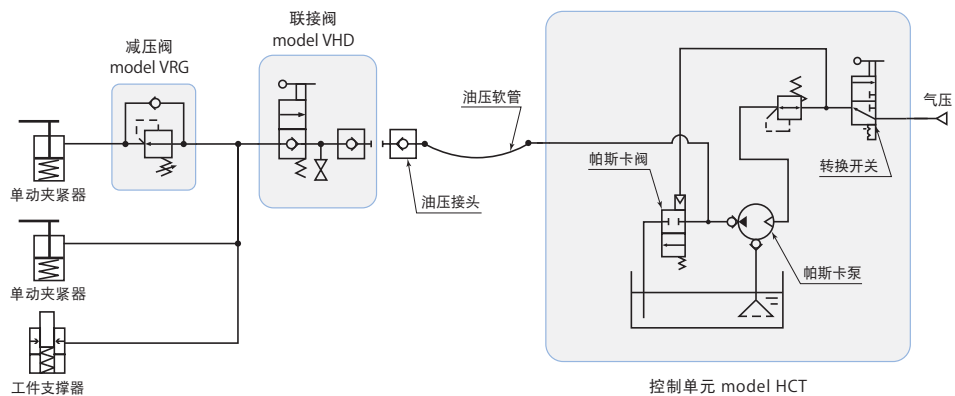 联接阀
model VHD
减压阀
model VRG
气压
油压软管
帕斯卡阀
转换开关
单动夹紧器
油压接头
帕斯卡泵
单动夹紧器
工件支撑器
控制单元 model HCT